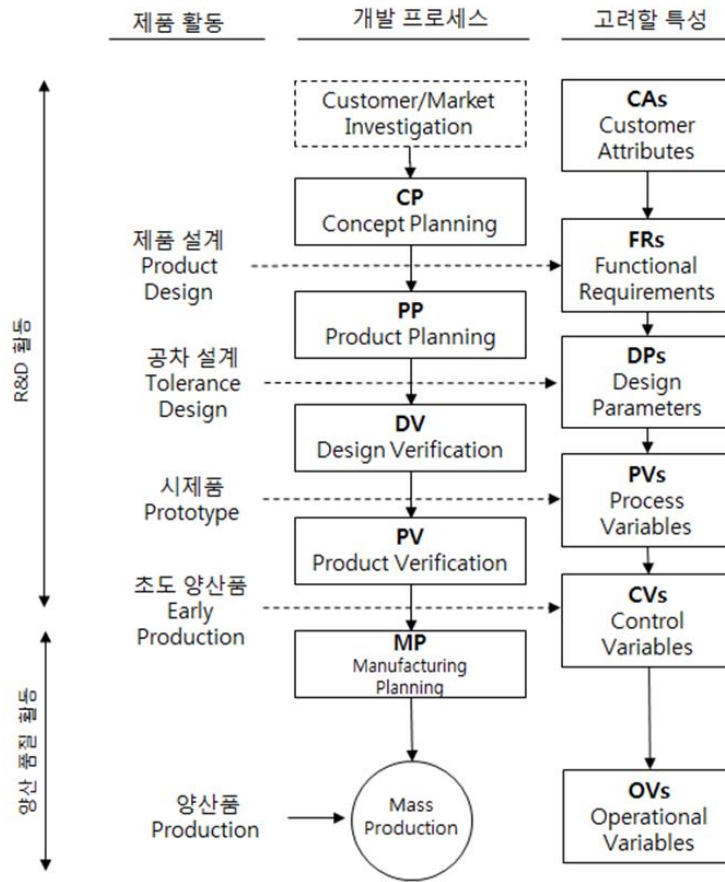 제품 활동
개발 프로세스
고려할 특성
Customer/Market
Investigation
CAs
Customer
Attributes
CP
Concept Planning
제품 설계
Product
Design
FRs
Functional
Requirements
PP
Product Planning
공차 설계
Tolerance
Design
DPs
Design
Parameters
DV
Design Verification
시제품
Prototype
PVs
Process
Variables
PV
Product Verification
초도 양산품
Early
Production
CVs
Control
Variables
MP
Manufacturing
Planning
양산품
Production
Mass
Production
OVs
Operational
Variables
R&D 활동
양산 품질 활동